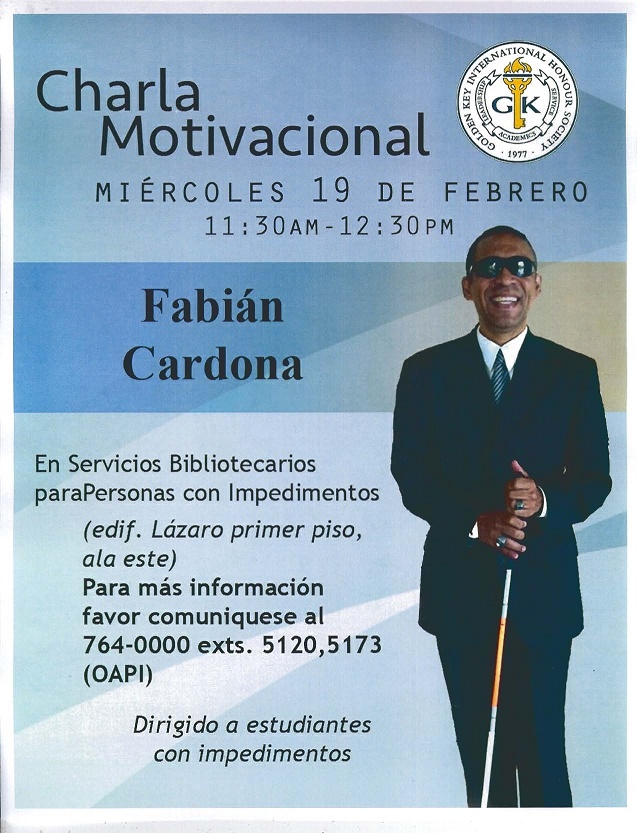 Charla
Motivacional
GOLDEN KEY INTERNATIONAL HONOUR SOCIETY
LEADERSHIP
G K
SERVICE
ACADEMICS
· 1977 ·
MIÉRCOLES 19 DE FEBRERO
11:30AM-12:30PM
Fabián
Cardona
En Servicios Bibliotecarios
paraPersonas con Impedimentos
(edif. Lázaro primer piso,
ala este)
Para más información
favor comuniquese al
764-0000 exts. 5120,5173
(OAPI)
Dirigido a estudiantes
con impedimentos